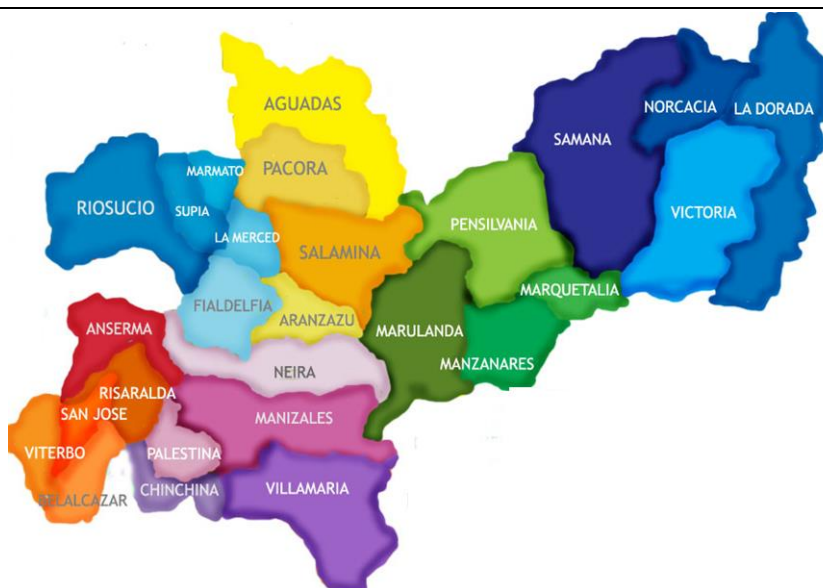 AGUADAS
NORCACIA
LA DORADA
SAMANA
MARMATO
PACORA
RIOSUCIO
SUPIA
VICTORIA
PENSILVANIA
LA MERCED
SALAMINA
MARQUETALIA
FIALDELFIA
ARANZAZU
ANSERMA
MARULANDA
MANZANARES
NEIRA
RISARALDA
SAN JOSE
MANIZALES
VITERBO
PALESTINA
CHINCHINA
VILLAMARIA
BELALCAZAR